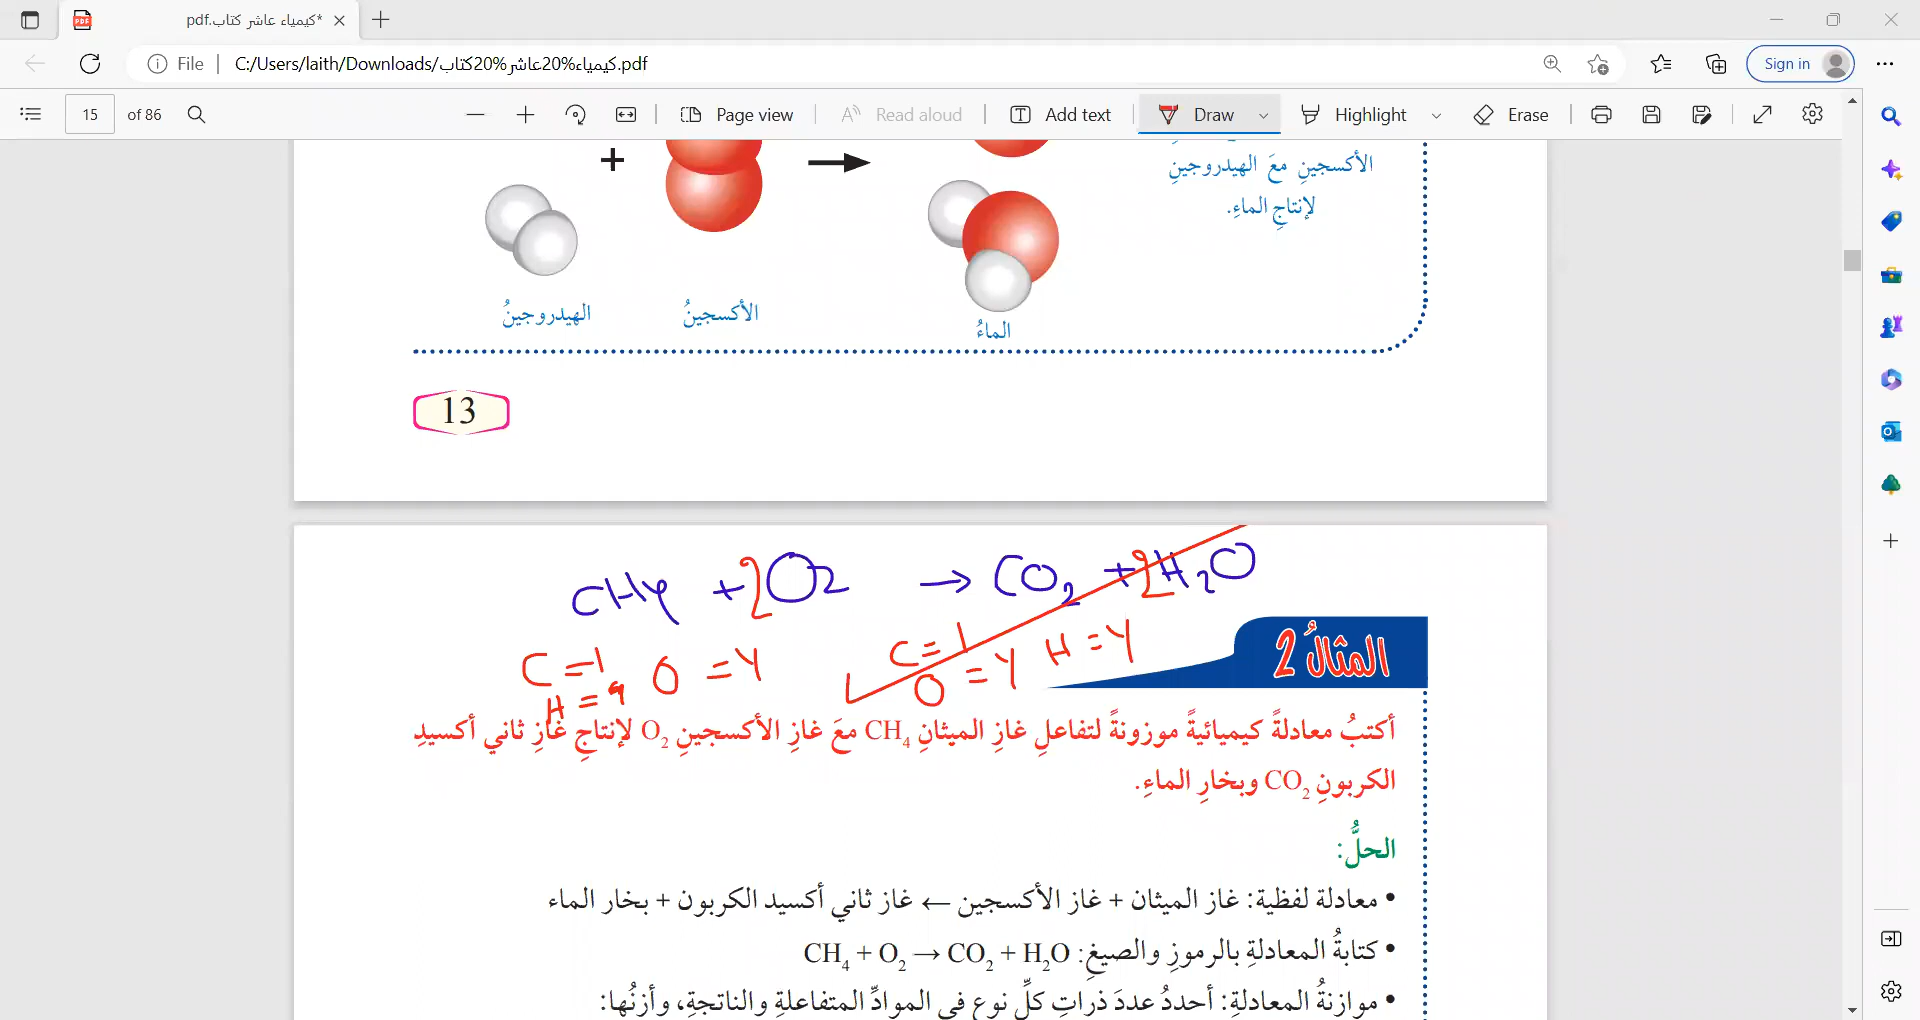 كيمياء عاشر كتاب.pdf*
File
C:/Users/laith/Downloads/كيمياء%20عاشر%20كتاب.pdf
Sign in
15 of 86
Page view
Read aloud
Add text
Draw
Highlight
Erase
+
الأكسجينِ معَ الهيدروجينِ
لإنتاجِ الماءِ.
الهيدروجينُ
الأكسجينُ
الماءُ
13
CH4 + 2O2 → CO2 + 2H2O
C = 1
H = 4
O = ٢
C = 1
O = ٢
H = ٢
المثالُ 2
أكتبُ معادلةً كيميائيةً موزونةً لتفاعلِ غازِ الميثانِ CH₄ معَ غازِ الأكسجينِ O₂ لإنتاجِ غازِ ثاني أكسيدِ
الكربونِ CO₂ وبخارِ الماءِ.
الحلُّ:
• معادلة لفظية: غاز الميثان + غاز الأكسجين ← غاز ثاني أكسيد الكربون + بخار الماء
• كتابةُ المعادلةِ بالرموزِ والصيغِ: CH₄ + O₂ → CO₂ + H₂O
• موازنةُ المعادلةِ: أحددُ عددَ ذراتِ كلِّ نوعٍ في الموادِّ المتفاعلةِ والناتجةِ، وأزنُها: